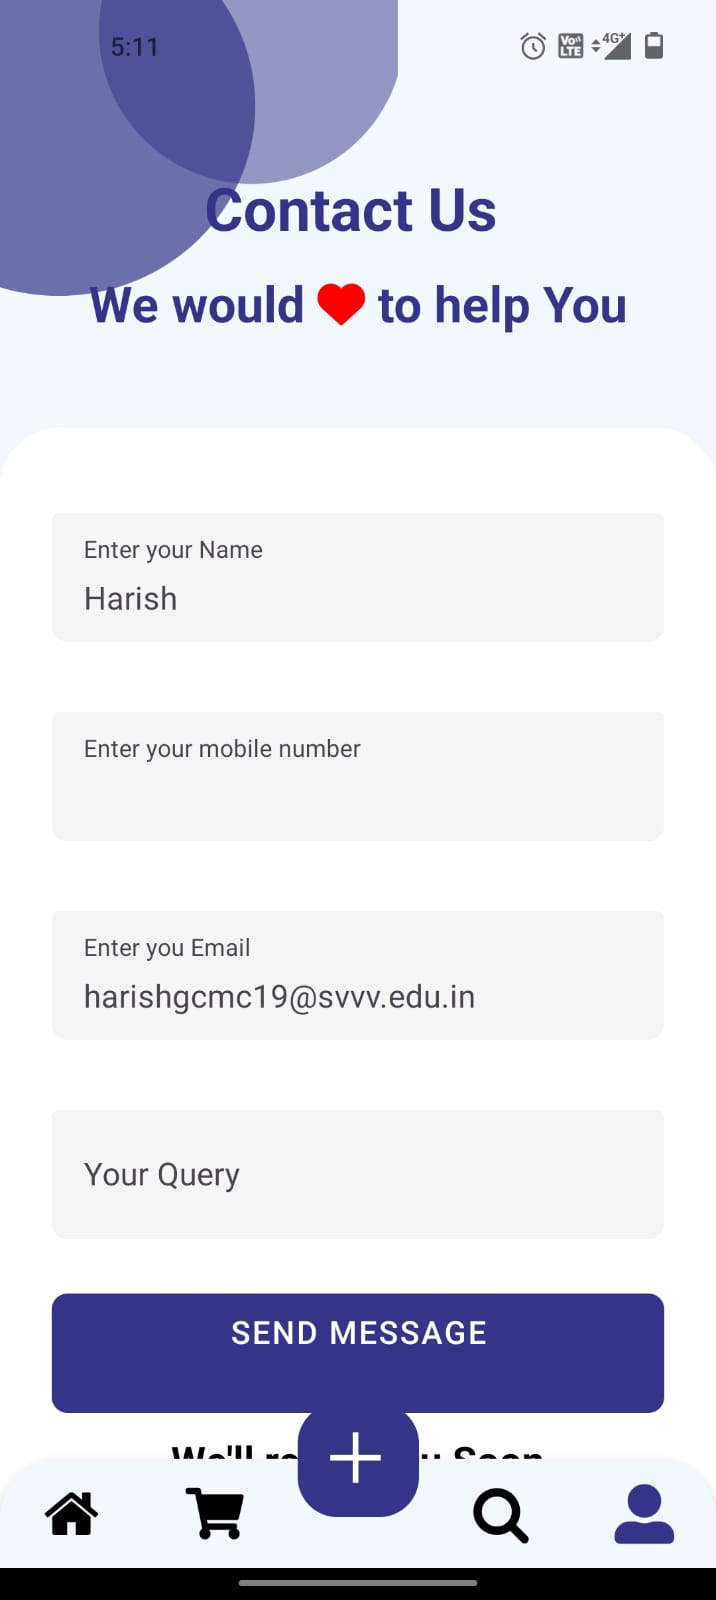 5:11
Vo LTE 4G+
Contact Us
We would ❤ to help You
Enter your Name
Harish
Enter your mobile number
Enter you Email
harishgcmc19@svvv.edu.in
Your Query
SEND MESSAGE
We'll Soon